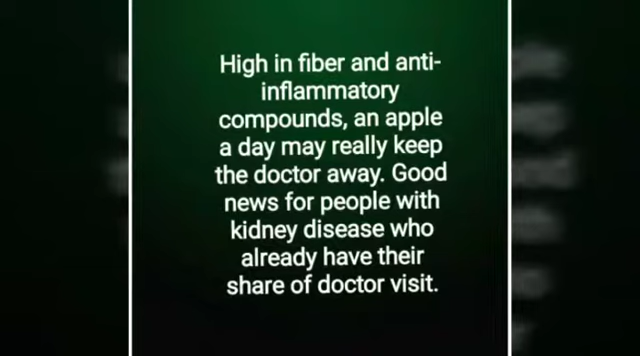 High in fiber and anti-
inflammatory
compounds, an apple
a day may really keep
the doctor away. Good
news for people with
kidney disease who
already have their
share of doctor visit.